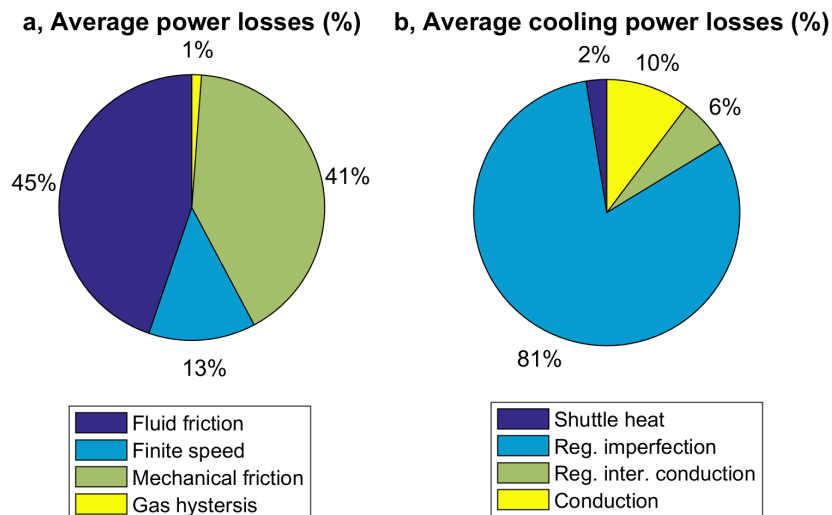 a, Average power losses (%)
b, Average cooling power losses (%)
1%
45%
41%
13%
2%
10%
6%
81%
Fluid friction
Finite speed
Mechanical friction
Gas hystersis
Shuttle heat
Reg. imperfection
Reg. inter. conduction
Conduction